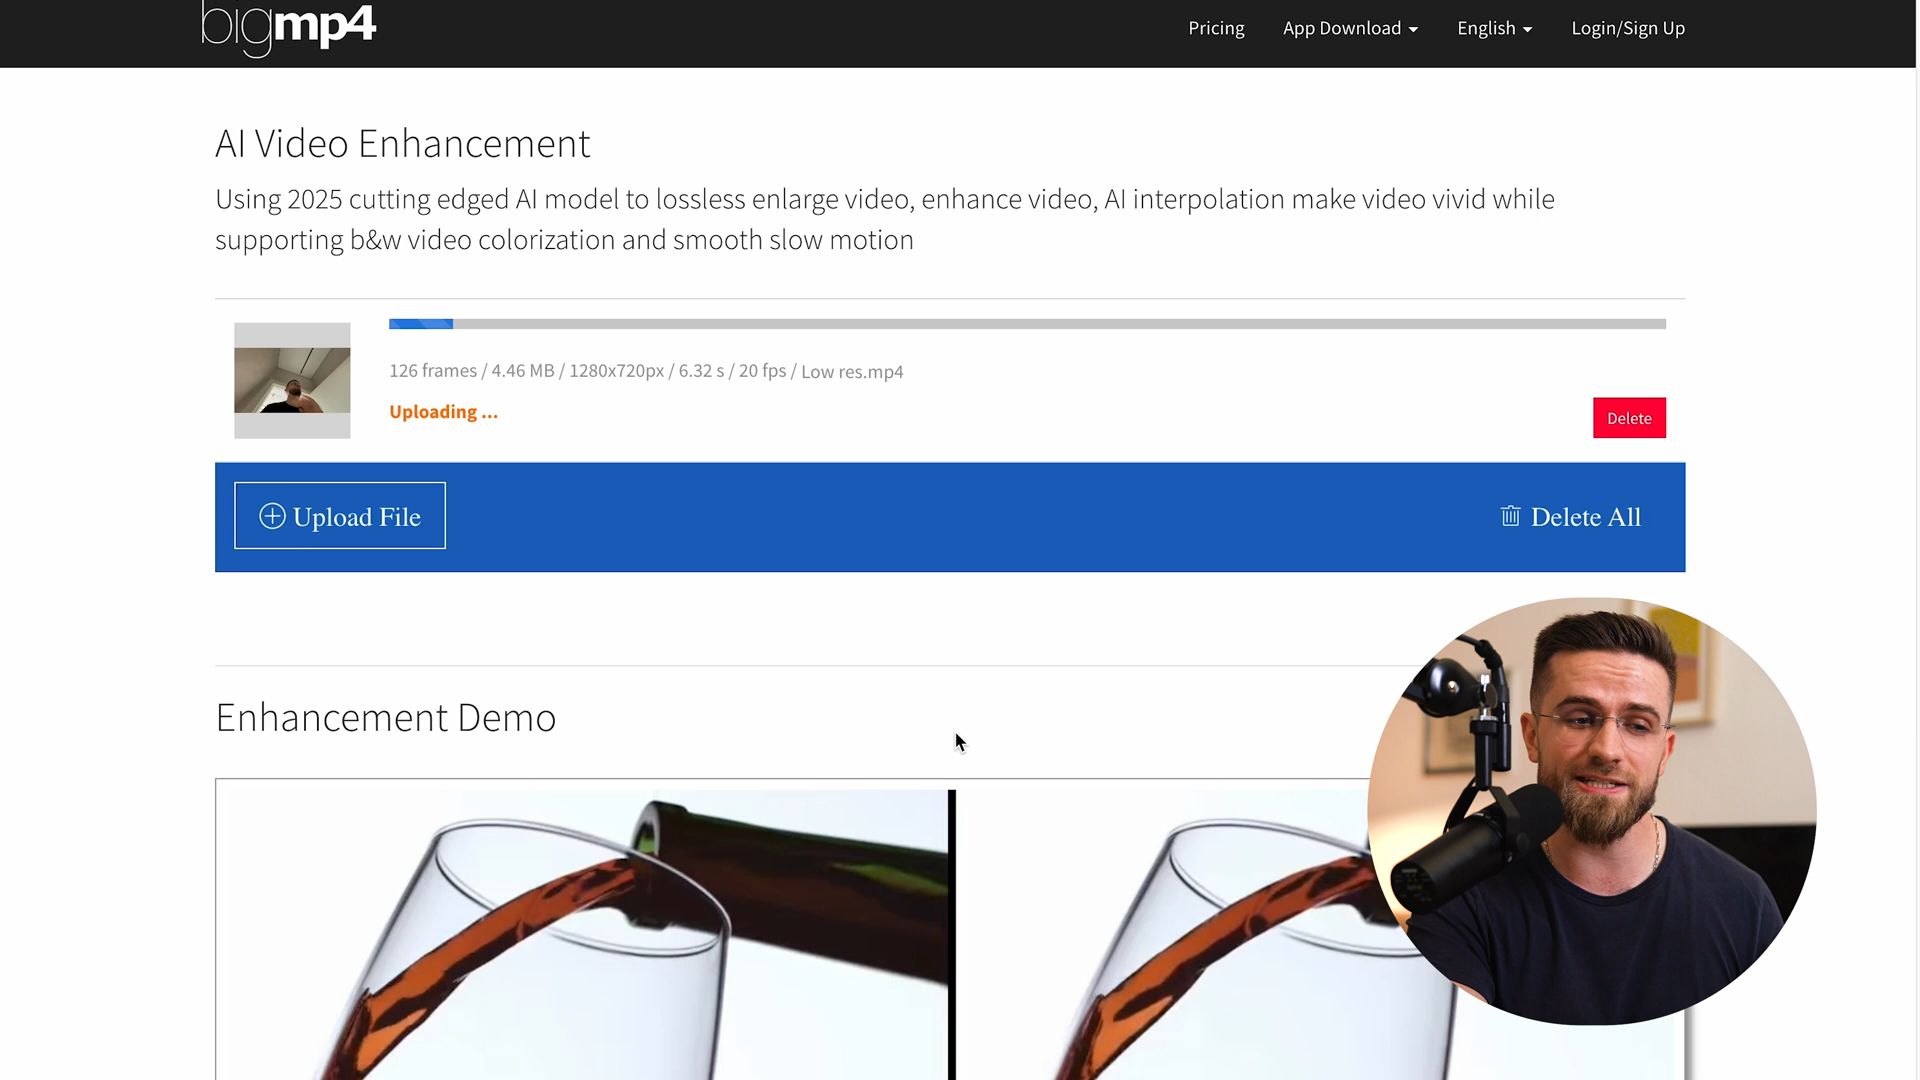 bigmp4
Pricing
App Download
English
Login/Sign Up
AI Video Enhancement
Using 2025 cutting edged AI model to lossless enlarge video, enhance video, AI interpolation make video vivid while
supporting b&w video colorization and smooth slow motion
126 frames / 4.46 MB / 1280x720px / 6.32 s / 20 fps / Low res.mp4
Uploading ...
Delete
Upload File
Delete All
Enhancement Demo